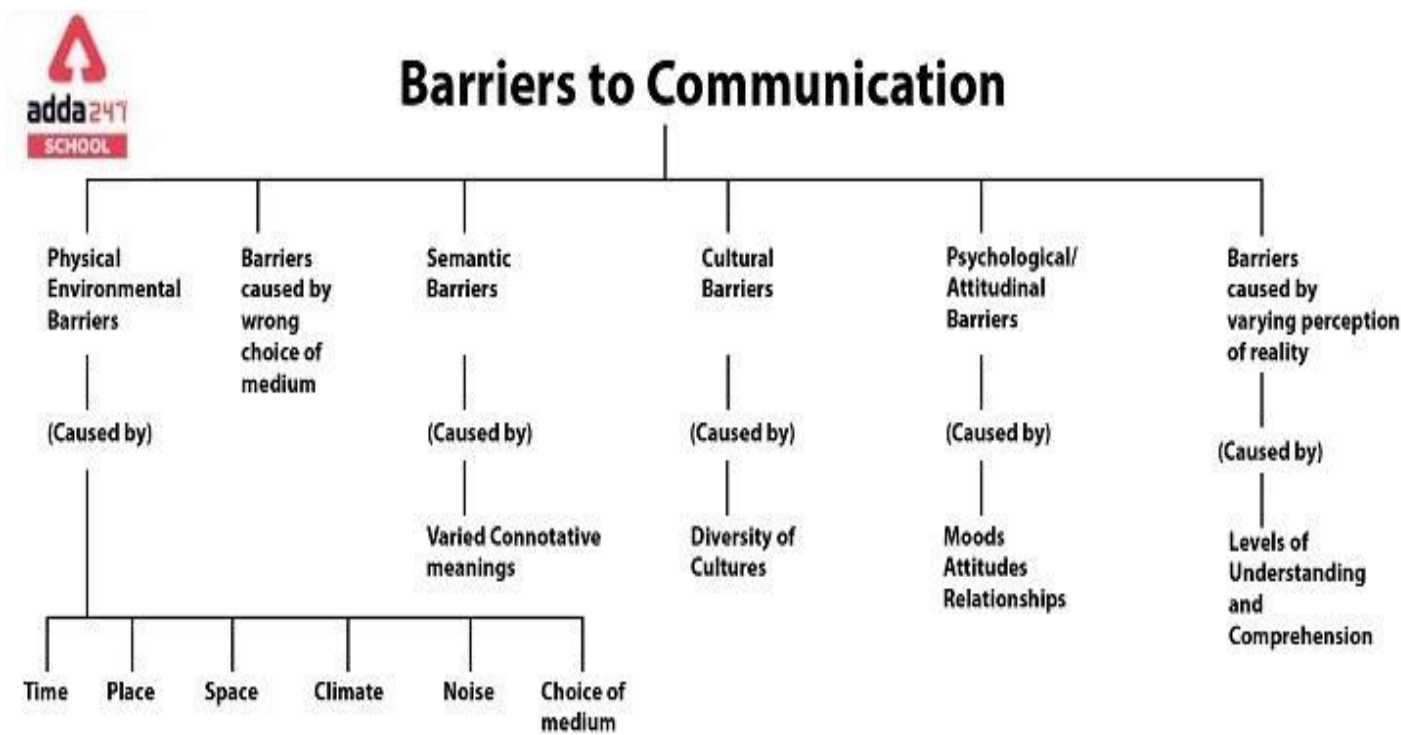 adda247
SCHOOL
Barriers to Communication
Physical
Environmental
Barriers
Barriers
caused by
wrong
choice of
medium
Semantic
Barriers
Cultural
Barriers
Psychological/
Attitudinal
Barriers
Barriers
caused by
varying perception
of reality
(Caused by)
(Caused by)
(Caused by)
(Caused by)
(Caused by)
Varied Connotative
meanings
Diversity of
Cultures
Moods
Attitudes
Relationships
Levels of
Understanding
and
Comprehension
Time
Place
Space
Climate
Noise
Choice of
medium